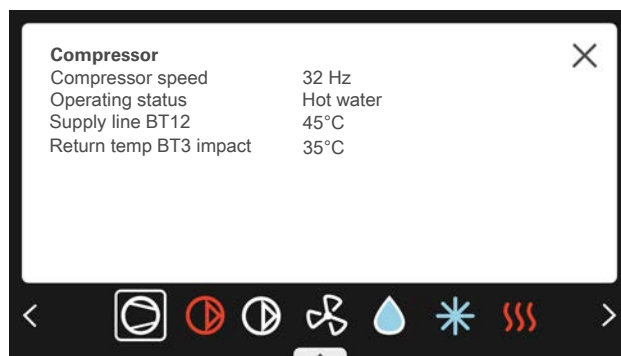 Compressor
Compressor speed 32 Hz
Operating status Hot water
Supply line BT12 45°C
Return temp BT3 impact 35°C